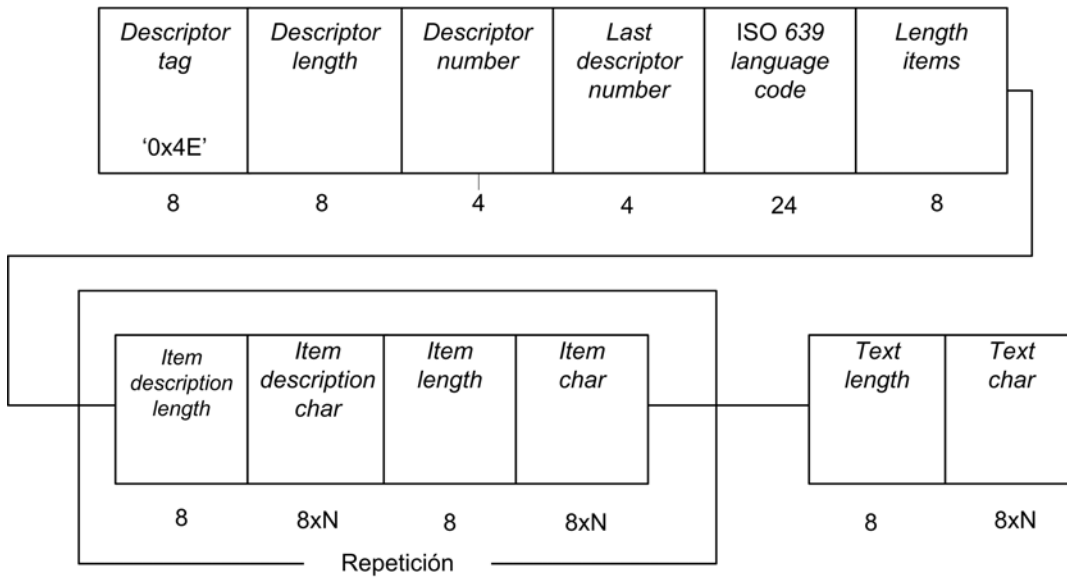 Descriptor
tag
'0x4E'
Descriptor
length
Descriptor
number
Last
descriptor
number
ISO 639
language
code
Length
items
8
8
4
4
24
8
Item
description
length
Item
description
char
Item
length
Item
char
Text
length
Text
char
8
8xN
8
8xN
8
8xN
Repetición